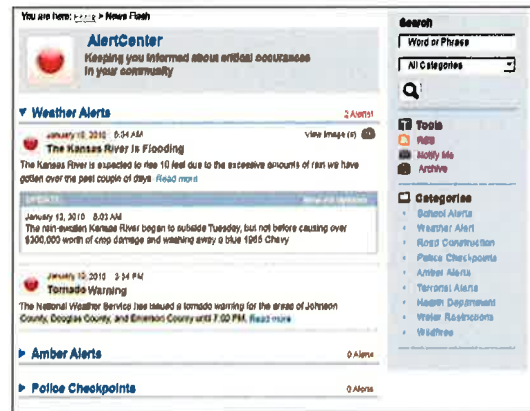 You are here: Home > News Flash
AlertCenter
Keeping you informed about critical occurances
in your community
Weather Alerts
2 Alerts!
January 10, 2010 5:34 AM
View Image (s)
The Kansas River is Flooding
The Kansas River is expected to rise 10 feet due to the excessive amounts of rain we have
gotten over the past couple of days. Read more
UPDATE
View All Updates
January 12, 2010 8:03 AM
The rain-swollen Kansas River began to subside Tuesday, but not before causing over
$300,000 worth of crop damage and washing away a blue 1965 Chevy
January 10, 2010 3:34 PM
Tornado Warning
The National Weather Service has issued a tornado warning for the areas of Johnson
County, Douglas County, and Emerson County until 7:00 PM. Read more
Amber Alerts
0 Alerts
Police Checkpoints
0 Alerts
Search
Word or Phrase
All Categories
Tools
RSS
Notify Me
Archive
Categories
School Alerts
Weather Alert
Road Construction
Police Checkpoints
Amber Alerts
Terrorist Alerts
Health Department
Water Restrictions
Wildfires